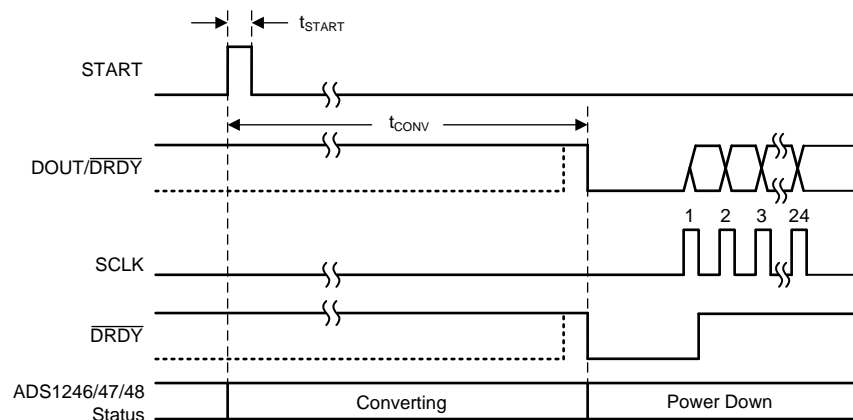 tSTART
START
tCONV
DOUT/DRDY
1 2 3 24
SCLK
DRDY
ADS1246/47/48
Status
Converting
Power Down